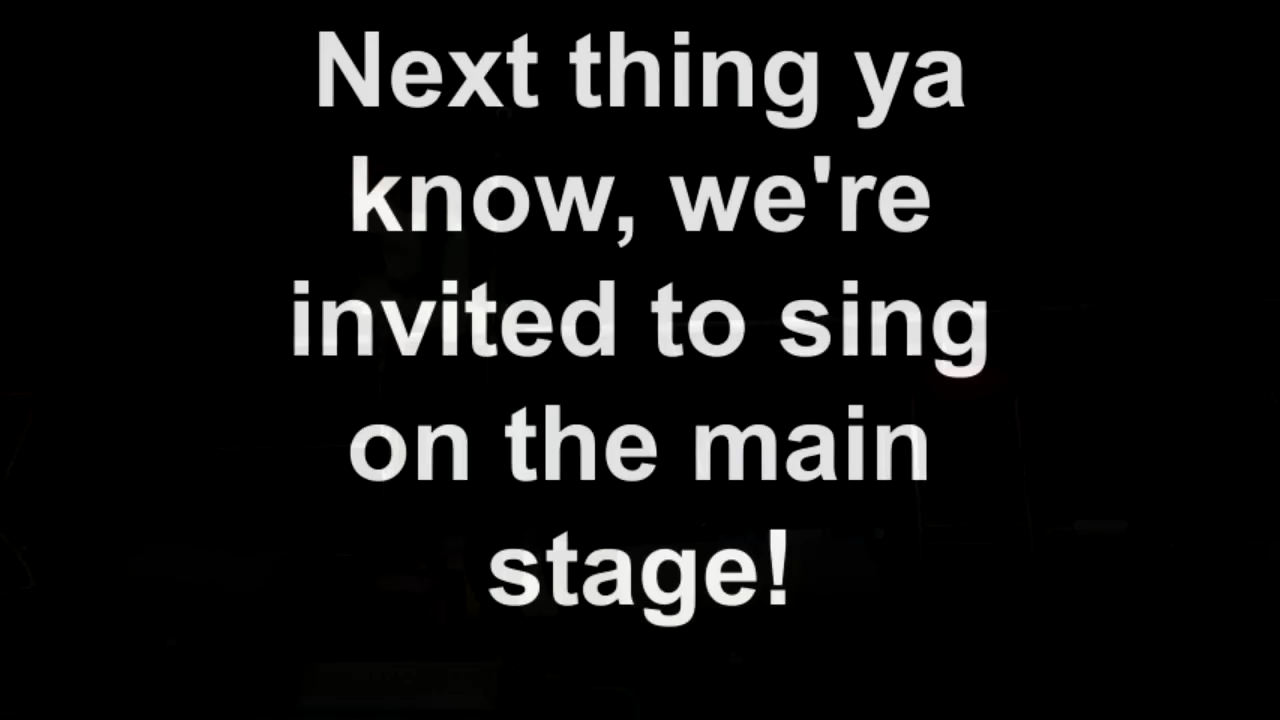 Next thing ya
know, we're
invited to sing
on the main
stage!